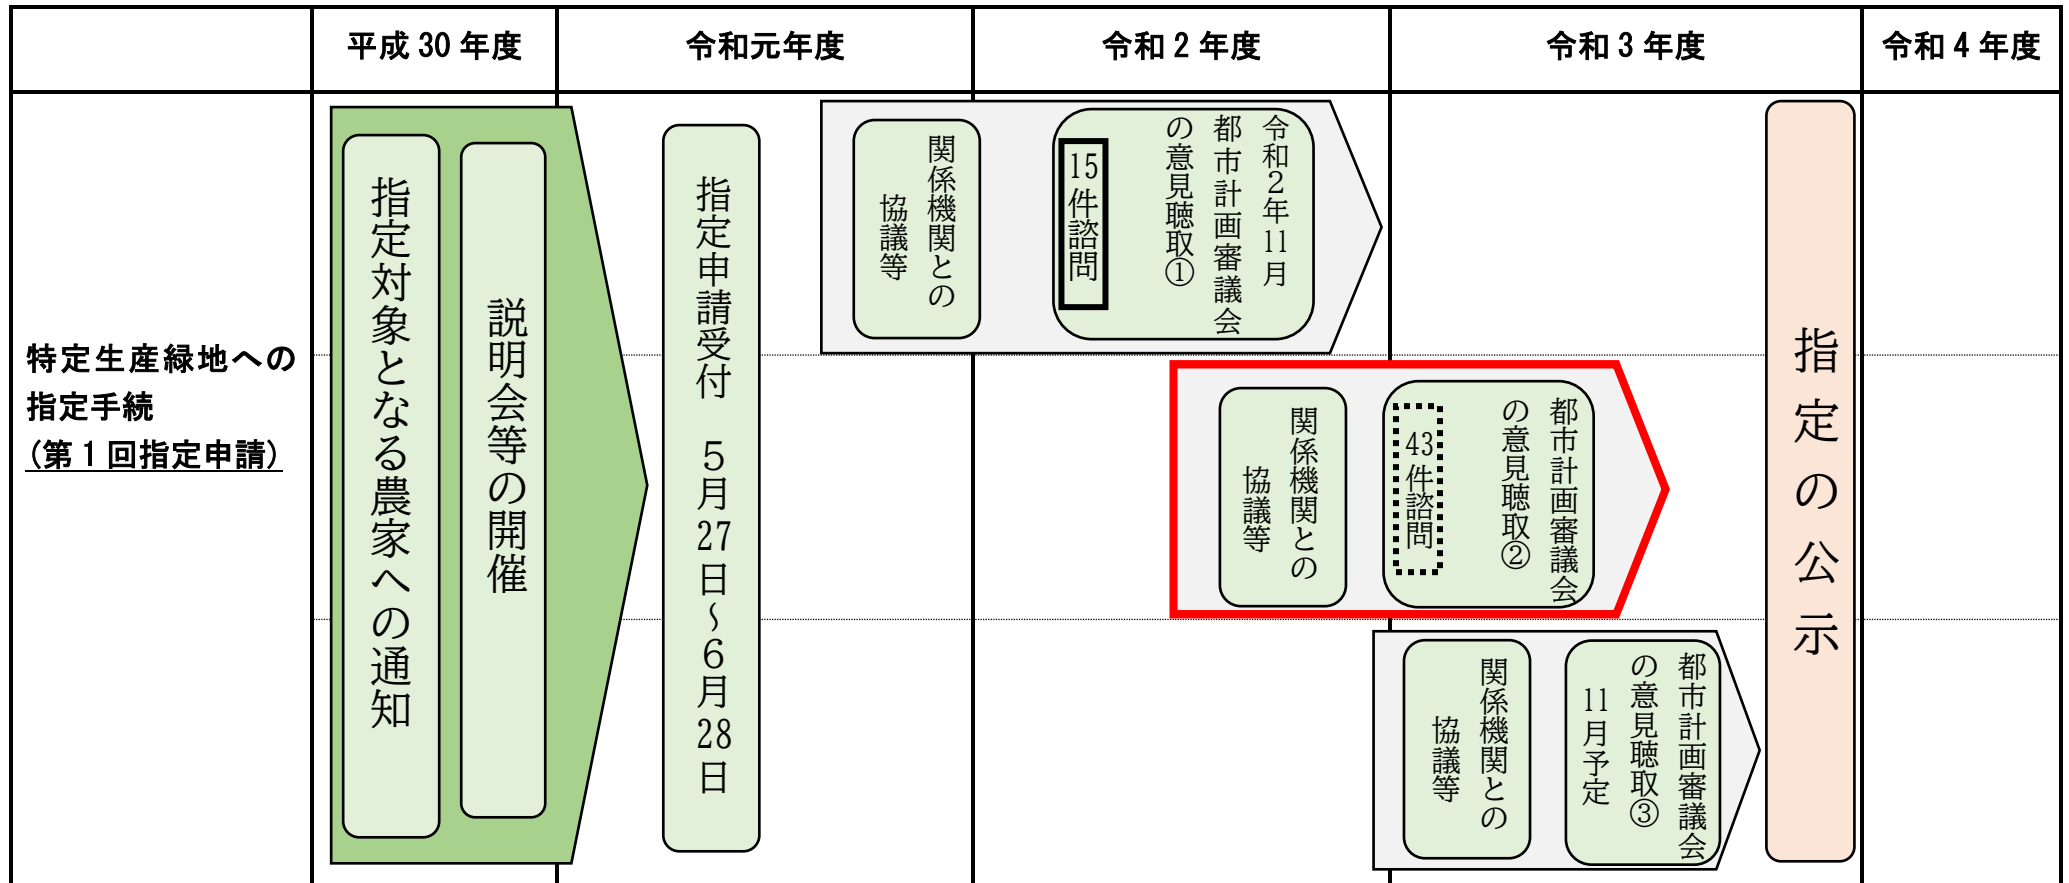 平成30年度
令和元年度
令和2年度
令和3年度
令和4年度
特定生産緑地への
指定手続
(第1回指定申請)
指定対象となる農家への通知
説明会等の開催
指定申請受付 5月27日~6月28日
関係機関との
協議等
令和2年11月
都市計画審議会
の意見聴取①
15件諮問
関係機関との
協議等
都市計画審議会
の意見聴取②
43件諮問
関係機関との
協議等
都市計画審議会
の意見聴取③
11月予定
指定の公示